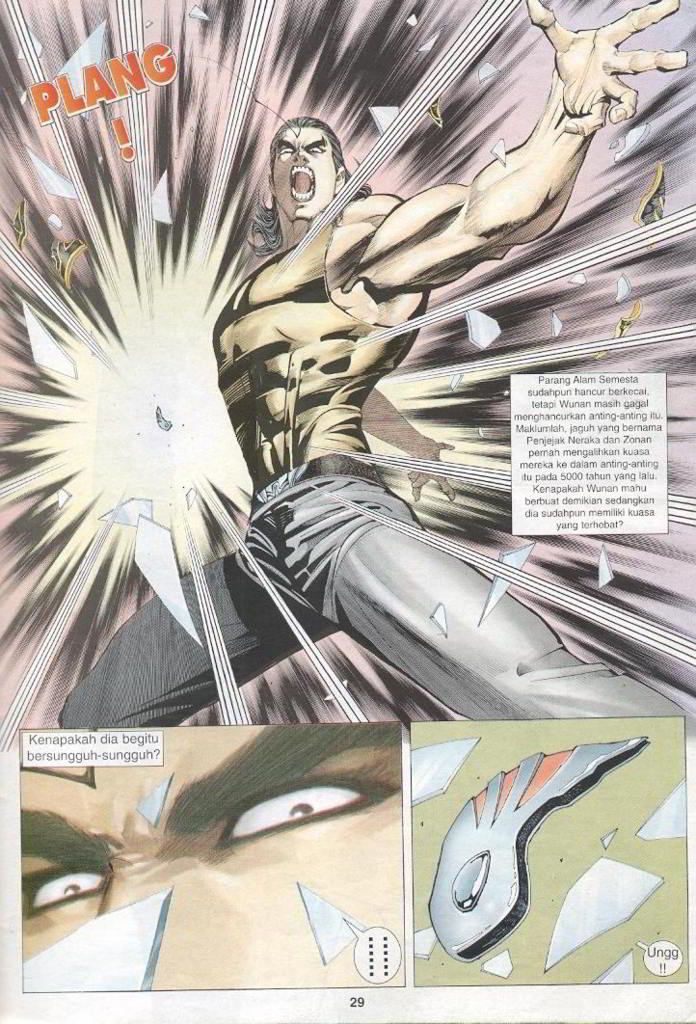 PLANG
!
Parang Alam Semesta
sudahpun hancur berkecai,
tetapi Wunan masih gagal
menghancurkan anting-anting itu.
Maklumlah, jaguh yang bernama
Penjejak Neraka dan Zonan
pernah mengalihkan kuasa
mereka ke dalam anting-anting
itu pada 5000 tahun yang lalu.
Kenapakah Wunan mahu
berbuat demikian sedangkan
dia sudahpun memiliki kuasa
yang terhebat?
Kenapakah dia begitu
bersungguh-sungguh?
Ungg
!!
29